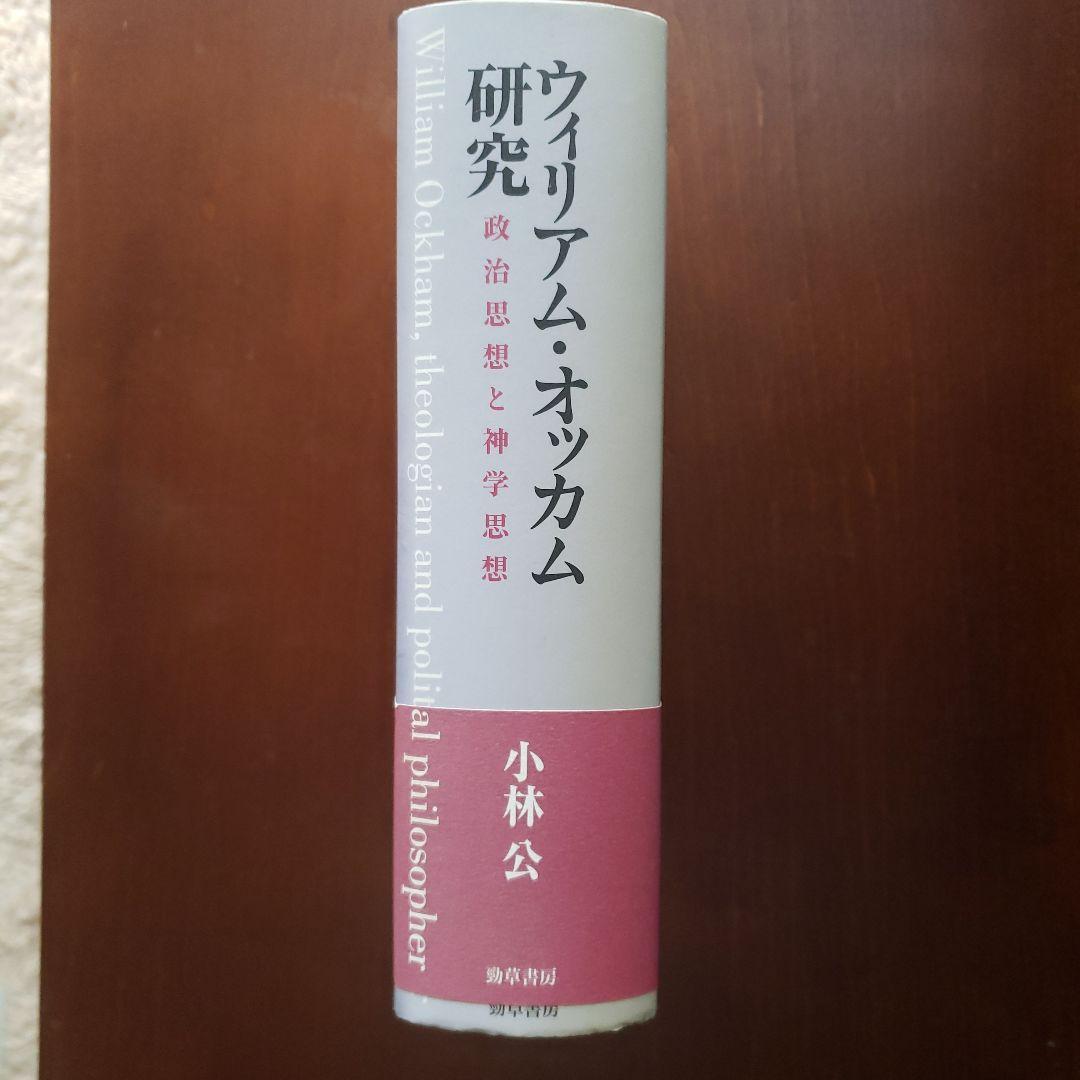 ウィリアム・オッカム
研究
政治思想と神学思想
William Ockham, theologian and polital philosopher.
小林 公
勁草書房
勁草書房